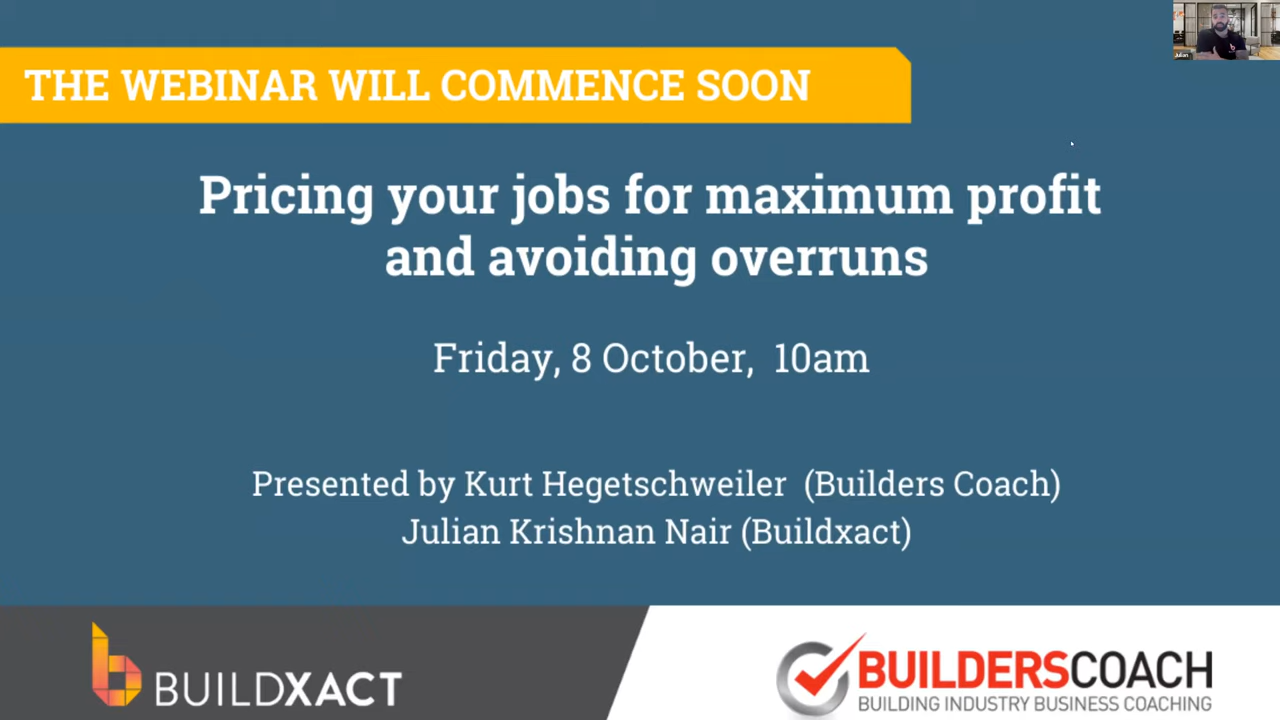 THE WEBINAR WILL COMMENCE SOON
Pricing your jobs for maximum profit
and avoiding overruns
Friday, 8 October, 10am
Presented by Kurt Hegetschweiler (Builders Coach)
Julian Krishnan Nair (Buildxact)
BUILDXACT
BUILDERSCOACH
BUILDING INDUSTRY BUSINESS COACHING
Julian